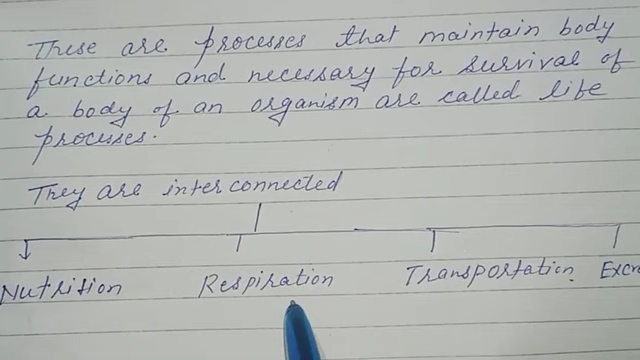 These are processes that maintain body
functions and necessary for survival of
a body of an organism are called life
processes.
They are interconnected
Nutrition Respiration Transportation Excr